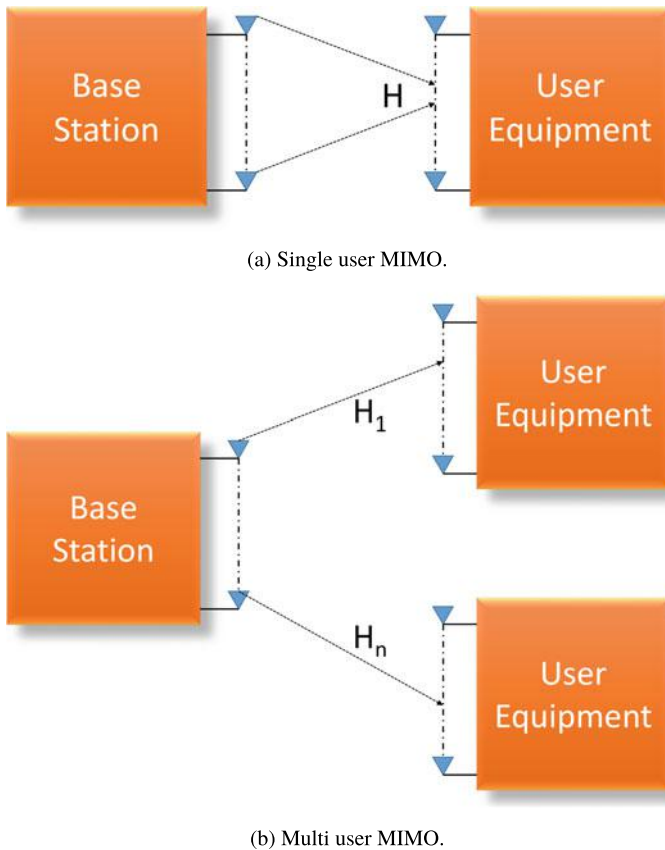 Base
Station
H
User
Equipment
(a) Single user MIMO.
User
Equipment
H₁
Base
Station
Hₙ
User
Equipment
(b) Multi user MIMO.